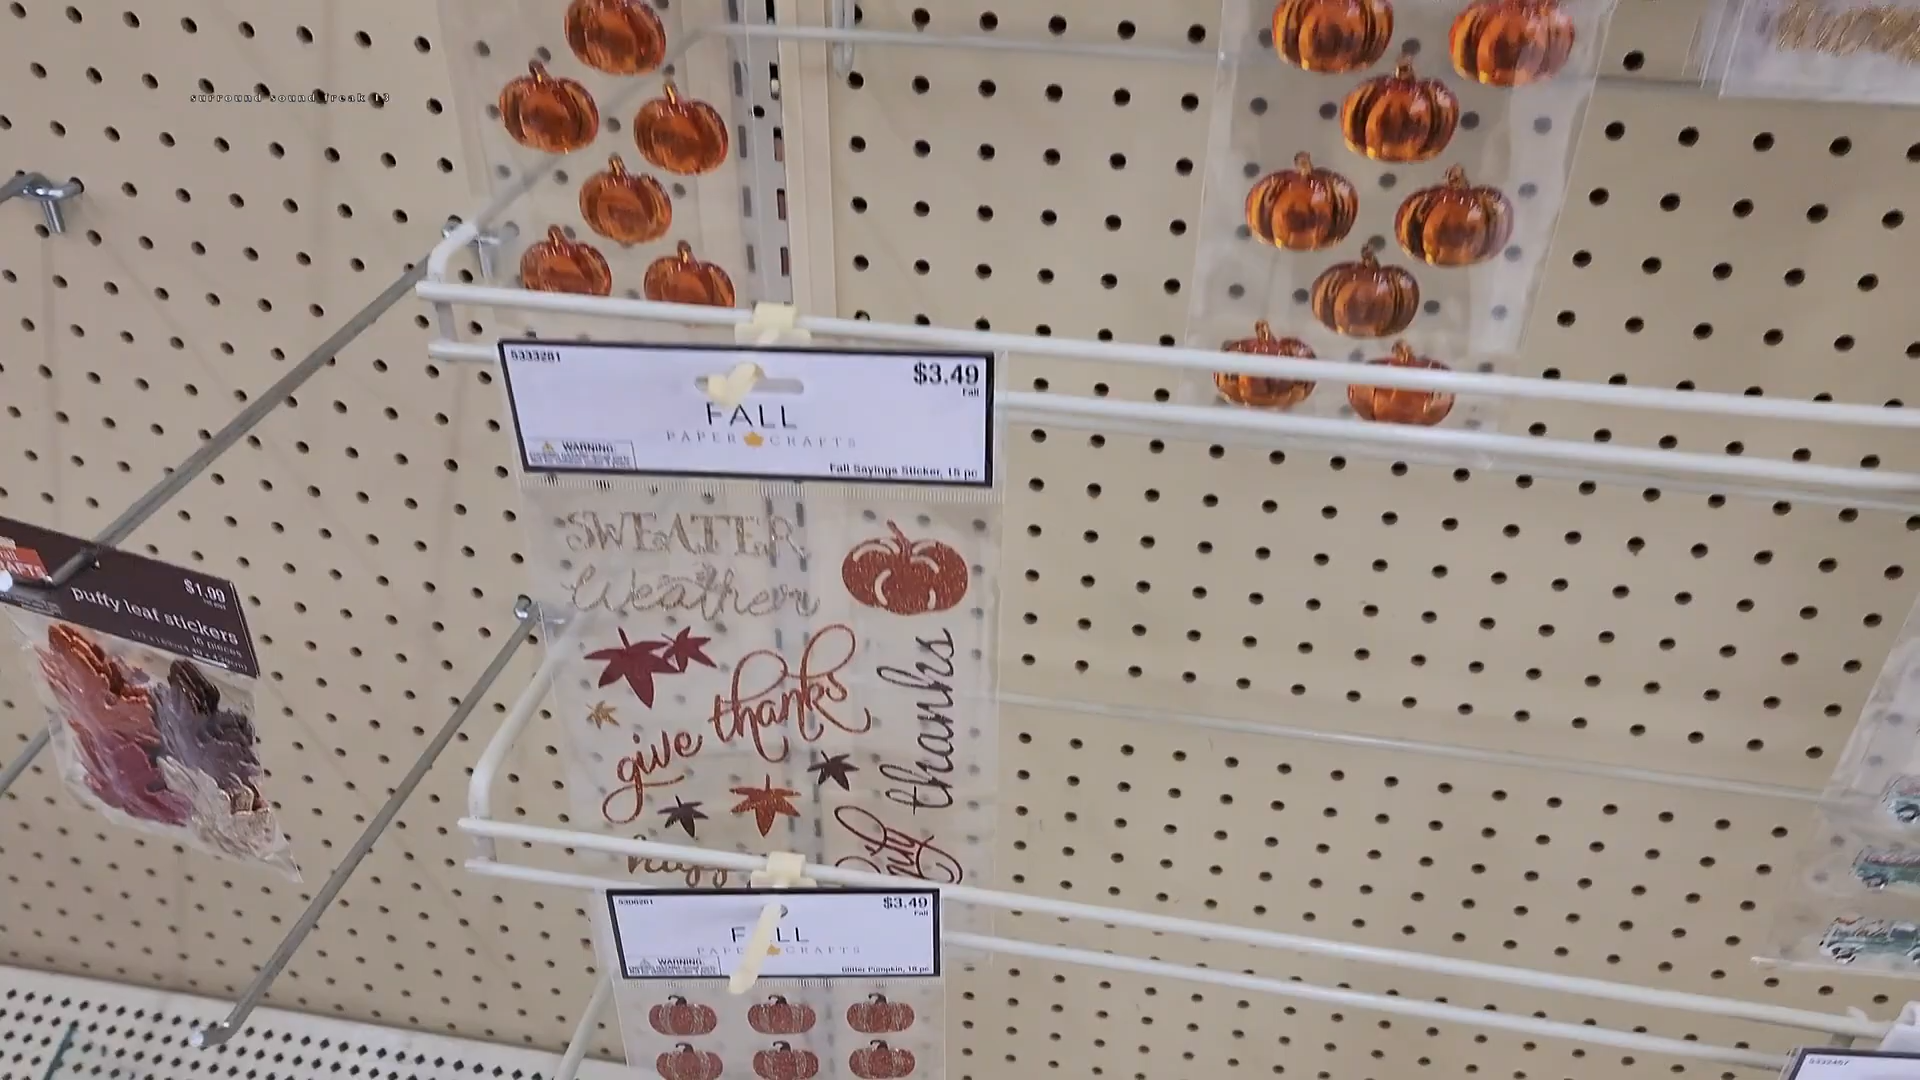 surround sound freak 13
5333281
$3.49
Fall
FALL
PAPER CRAFTS
WARNING:
Fall Sayings Sticker, 15 pc
SWEATER
Weather
give thanks
thanks
$1.99
puffy leaf stickers
16 pieces
$3.49
Fall
FALL
PAPER CRAFTS
WARNING:
Glitter Pumpkin, 18 pc